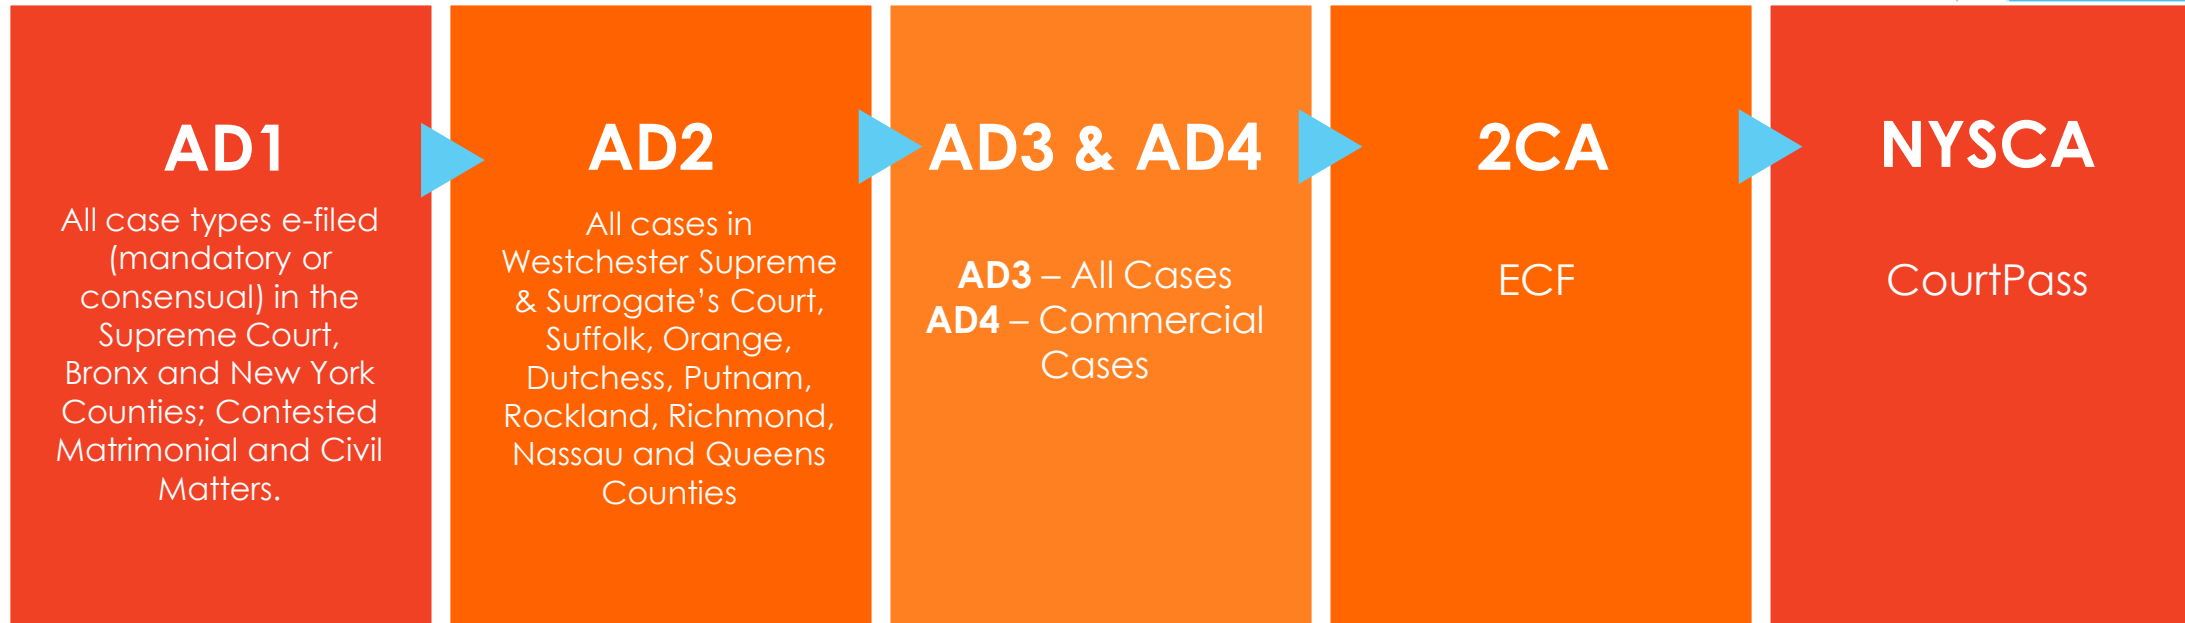 AD1
All case types e-filed
(mandatory or
consensual) in the
Supreme Court,
Bronx and New York
Counties; Contested
Matrimonial and Civil
Matters.
AD2
All cases in
Westchester Supreme
& Surrogate’s Court,
Suffolk, Orange,
Dutchess, Putnam,
Rockland, Richmond,
Nassau and Queens
Counties
AD3 & AD4
AD3 – All Cases
AD4 – Commercial
Cases
2CA
ECF
NYSCA
CourtPass